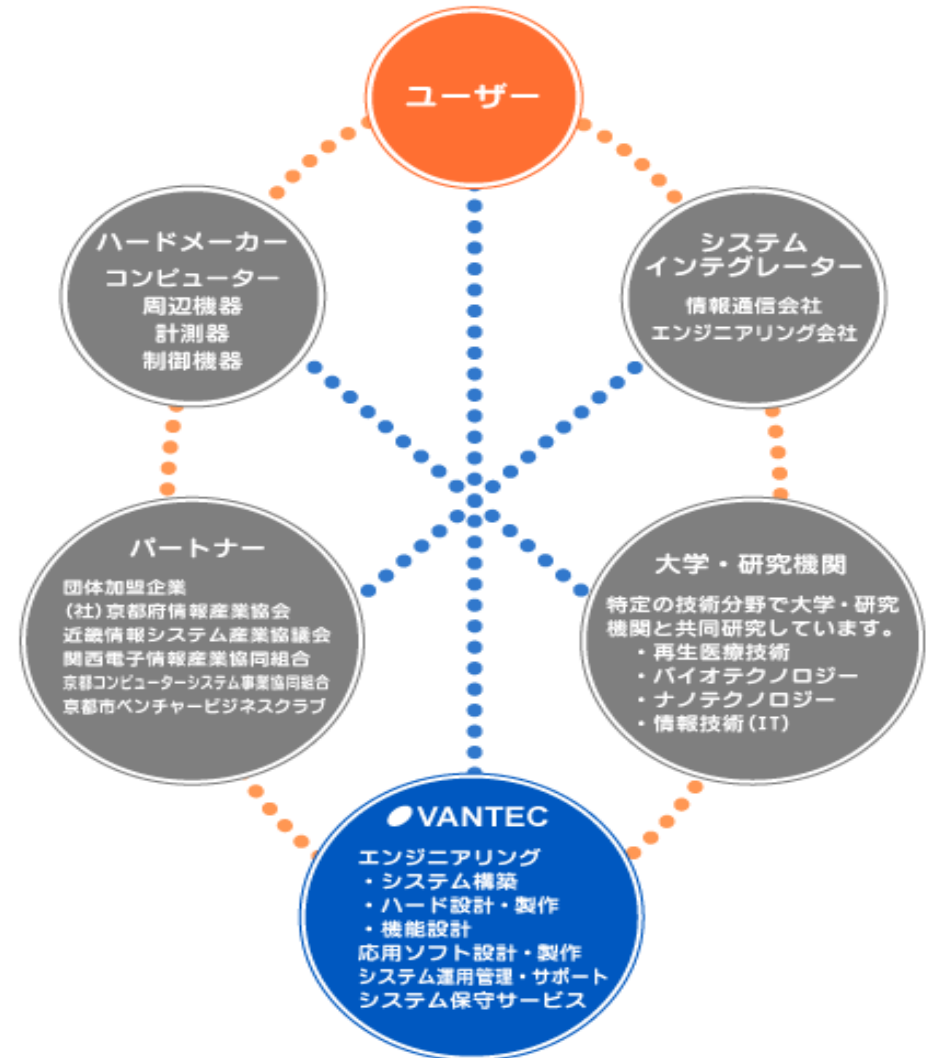 ユーザー
ハードメーカー
コンピューター
周辺機器
計測器
制御機器
システム
インテグレーター
情報通信会社
エンジニアリング会社
パートナー
団体加盟企業
(社)京都府情報産業協会
近畿情報システム産業協議会
関西電子情報産業協同組合
京都コンピューターシステム事業協同組合
京都市ベンチャービジネスクラブ
大学・研究機関
特定の技術分野で大学・研究
機関と共同研究しています。
・再生医療技術
・バイオテクノロジー
・ナノテクノロジー
・情報技術(IT)
VANTEC
エンジニアリング
・システム構築
・ハード設計・製作
・機能設計
応用ソフト設計・製作
システム運用管理・サポート
システム保守サービス